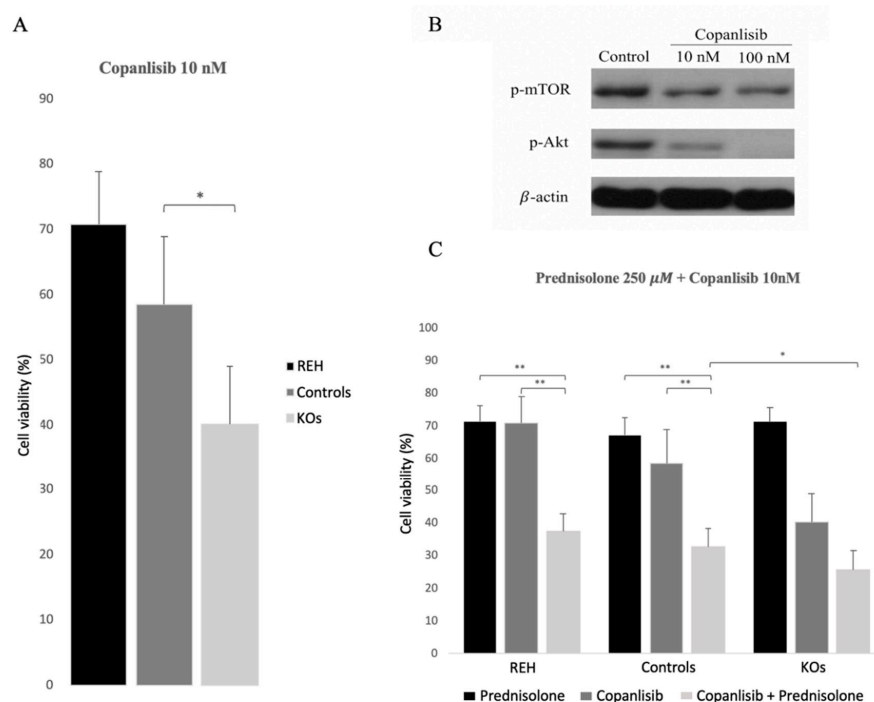 A
Copanlisib 10 nM
90
80
70
60
50
40
30
20
10
0
Cell viability (%)
*
REH
Controls
KOs
B
Copanlisib
Control 10 nM 100 nM
p-mTOR
p-Akt
β-actin
C
Prednisolone 250 μM + Copanlisib 10nM
100
90
80
70
60
50
40
30
20
10
0
Cell viability (%)
** ** *
** **
REH Controls KOs
Prednisolone Copanlisib Copanlisib + Prednisolone